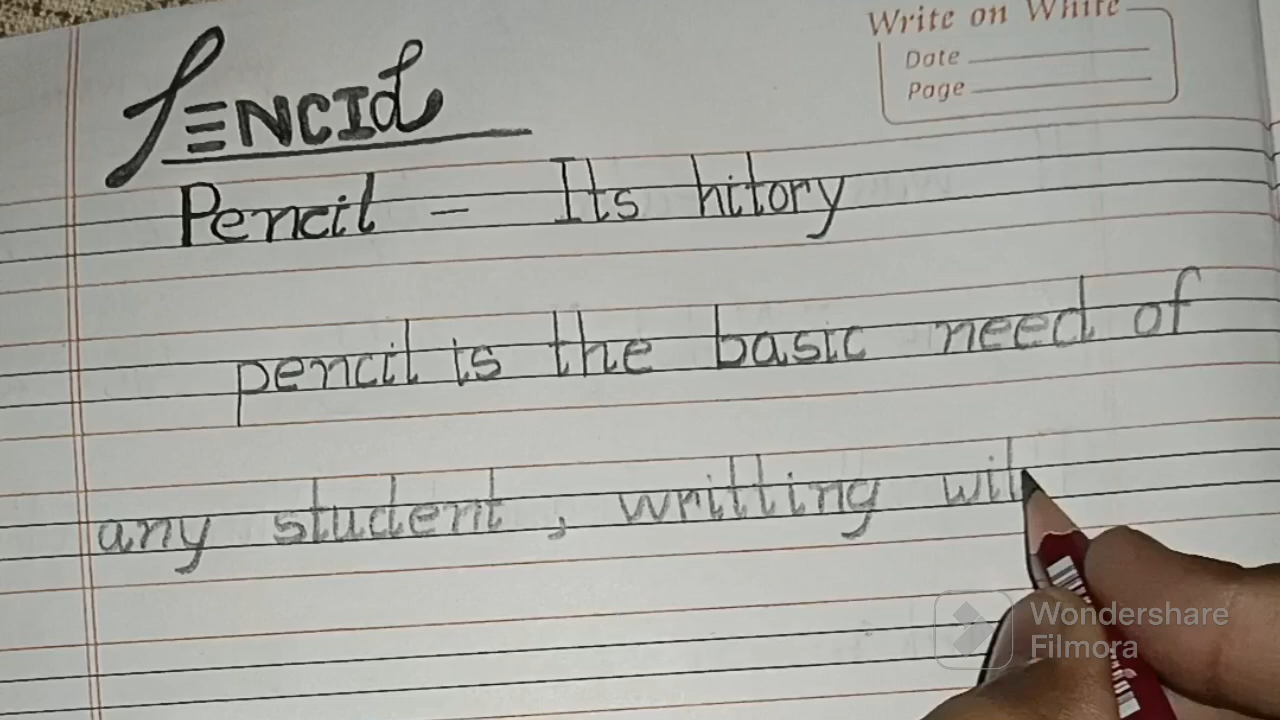 Write on White
Date
Page
PENCIL
Pencil = Its hitory
pencil is the basic need of
any student, writting wit
Wondershare
Filmora